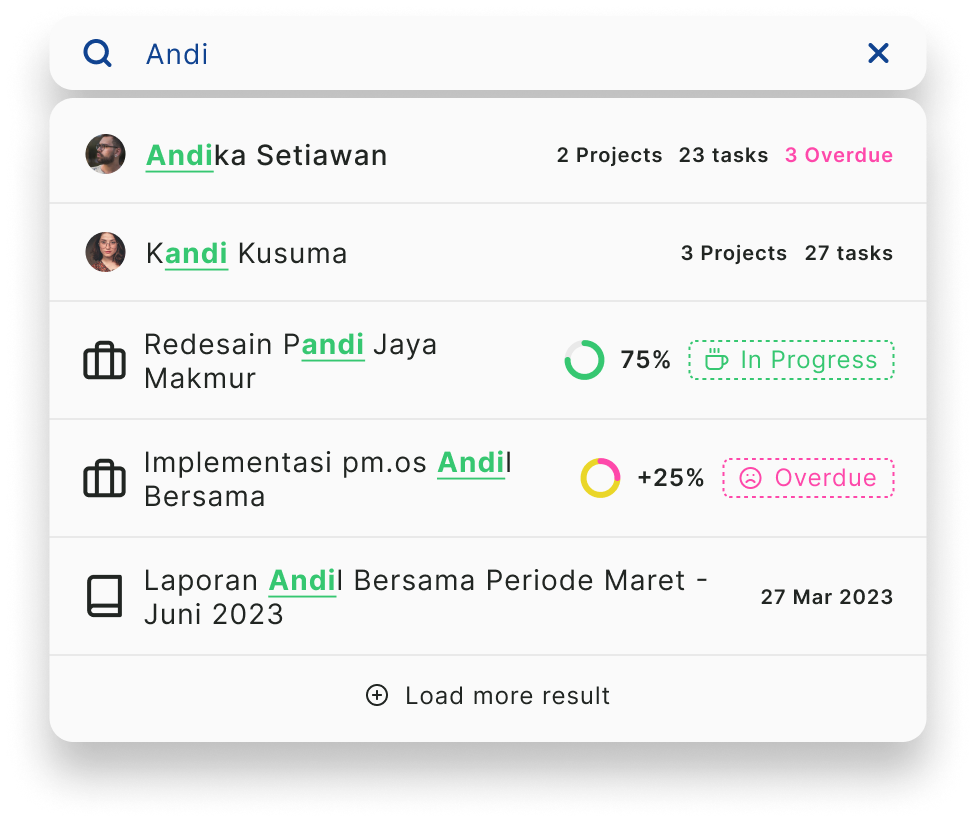 Andi
Andika Setiawan 2 Projects 23 tasks 3 Overdue
Kandi Kusuma 3 Projects 27 tasks
Redesain Pandi Jaya
Makmur
75% In Progress
Implementasi pm.os Andil
Bersama
+25% Overdue
Laporan Andil Bersama Periode Maret -
Juni 2023
27 Mar 2023
Load more result